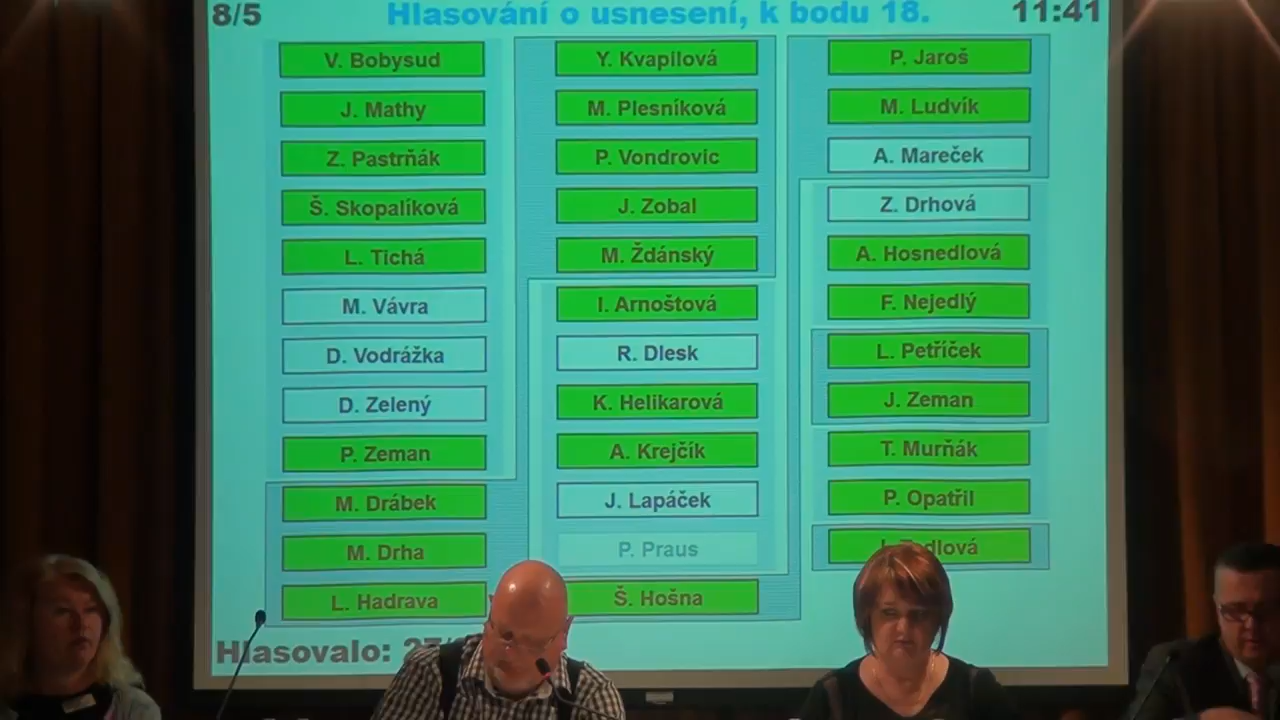 8/5 Hlasování o usnesení, k bodu 18. 11:41
V. Bobysud
J. Mathy
Z. Pastrňák
Š. Skopalíková
L. Tichá
M. Vávra
D. Vodrážka
D. Zelený
P. Zeman
M. Drábek
M. Drha
L. Hadrava
Y. Kvapilová
M. Plesníková
P. Vondrovic
J. Zobal
M. Ždánský
I. Arnoštová
R. Dlesk
K. Helikarová
A. Krejčík
J. Lapáček
P. Praus
Š. Hošna
P. Jaroš
M. Ludvík
A. Mareček
Z. Drhová
A. Hosnedlová
F. Nejedlý
L. Petříček
J. Zeman
T. Murňák
P. Opatřil
Hlasovalo: